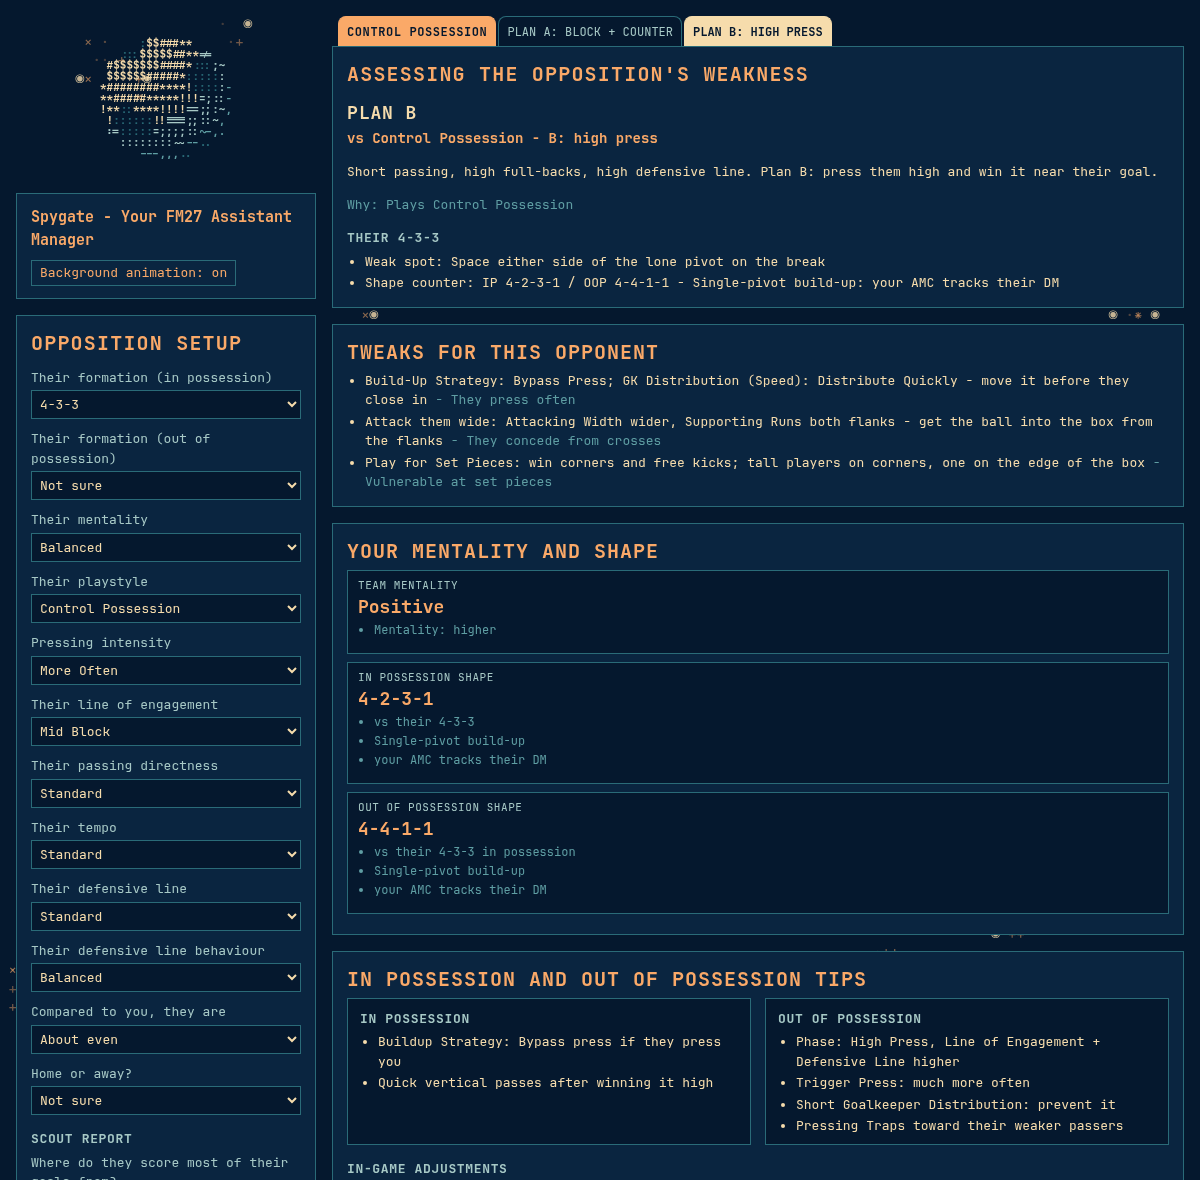 CONTROL POSSESSION
PLAN A: BLOCK + COUNTER
PLAN B: HIGH PRESS
Spygate - Your FM27 Assistant
Manager
Background animation: on
OPPOSITION SETUP
Their formation (in possession)
4-3-3
Their formation (out of
possession)
Not sure
Their mentality
Balanced
Their playstyle
Control Possession
Pressing intensity
More Often
Their line of engagement
Mid Block
Their passing directness
Standard
Their tempo
Standard
Their defensive line
Standard
Their defensive line behaviour
Balanced
Compared to you, they are
About even
Home or away?
Not sure
SCOUT REPORT
Where do they score most of their
ASSESSING THE OPPOSITION'S WEAKNESS
PLAN B
vs Control Possession - B: high press
Short passing, high full-backs, high defensive line. Plan B: press them high and win it near their goal.
Why: Plays Control Possession
THEIR 4-3-3
• Weak spot: Space either side of the lone pivot on the break
• Shape counter: IP 4-2-3-1 / OOP 4-4-1-1 - Single-pivot build-up: your AMC tracks their DM
TWEAKS FOR THIS OPPONENT
• Build-Up Strategy: Bypass Press; GK Distribution (Speed): Distribute Quickly - move it before they
close in - They press often
• Attack them wide: Attacking Width wider, Supporting Runs both flanks - get the ball into the box from
the flanks - They concede from crosses
• Play for Set Pieces: win corners and free kicks; tall players on corners, one on the edge of the box -
Vulnerable at set pieces
YOUR MENTALITY AND SHAPE
TEAM MENTALITY
Positive
• Mentality: higher
IN POSSESSION SHAPE
4-2-3-1
• vs their 4-3-3
• Single-pivot build-up
• your AMC tracks their DM
OUT OF POSSESSION SHAPE
4-4-1-1
• vs their 4-3-3 in possession
• Single-pivot build-up
• your AMC tracks their DM
IN POSSESSION AND OUT OF POSSESSION TIPS
IN POSSESSION
• Buildup Strategy: Bypass press if they press
you
• Quick vertical passes after winning it high
OUT OF POSSESSION
• Phase: High Press, Line of Engagement +
Defensive Line higher
• Trigger Press: much more often
• Short Goalkeeper Distribution: prevent it
• Pressing Traps toward their weaker passers
IN-GAME ADJUSTMENTS